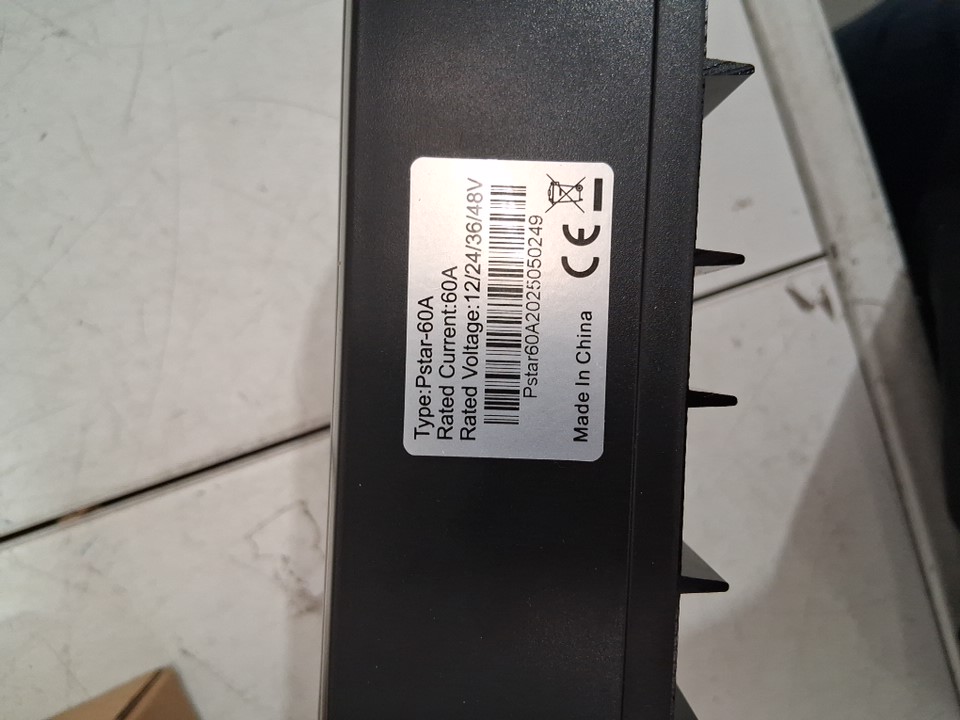 Type:Pstar-60A
Rated Current:60A
Rated Voltage:12/24/36/48V
Pstar60A2025050249
Made In China CE